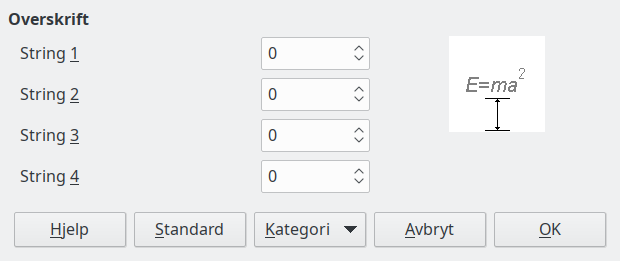 Overskrift
String 1 0
String 2 0
String 3 0
String 4 0
E=ma²
Hjelp Standard Kategori Avbryt OK